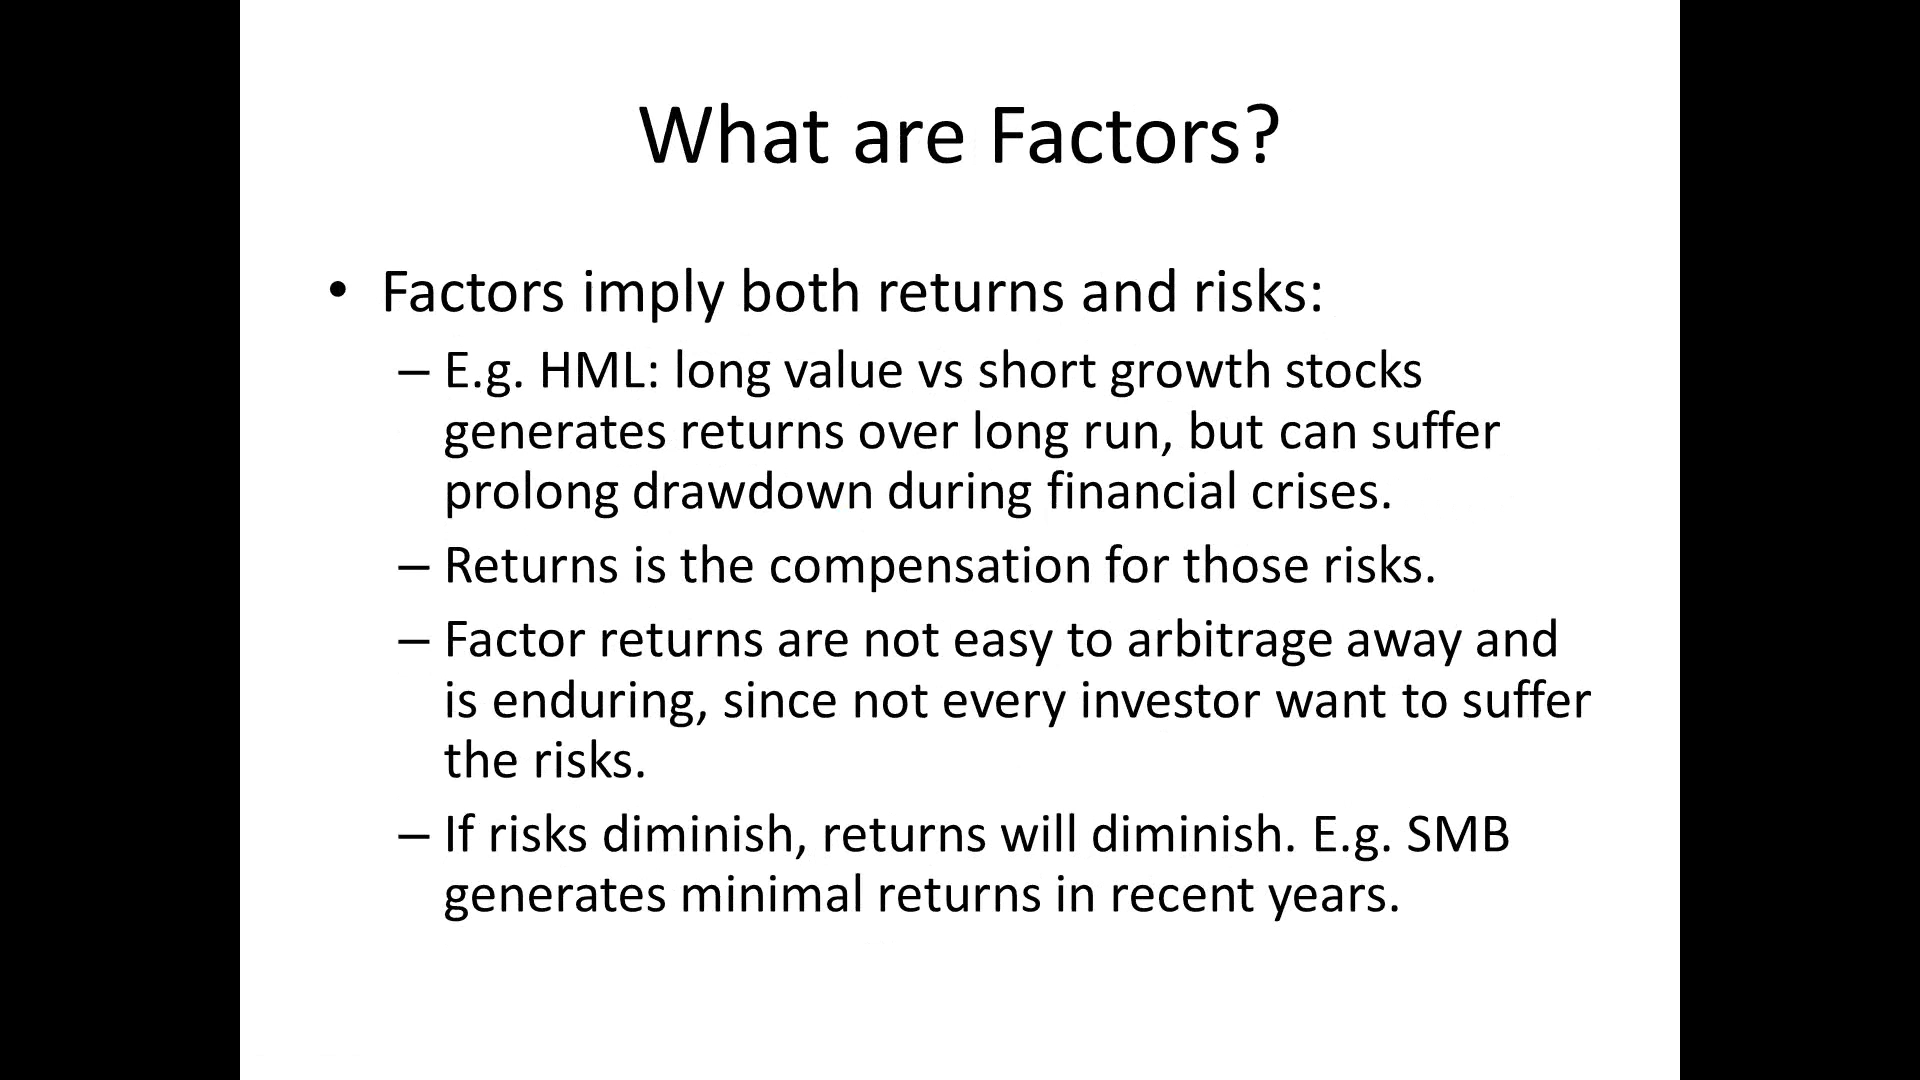 What are Factors?
• Factors imply both returns and risks:
– E.g. HML: long value vs short growth stocks
generates returns over long run, but can suffer
prolong drawdown during financial crises.
– Returns is the compensation for those risks.
– Factor returns are not easy to arbitrage away and
is enduring, since not every investor want to suffer
the risks.
– If risks diminish, returns will diminish. E.g. SMB
generates minimal returns in recent years.